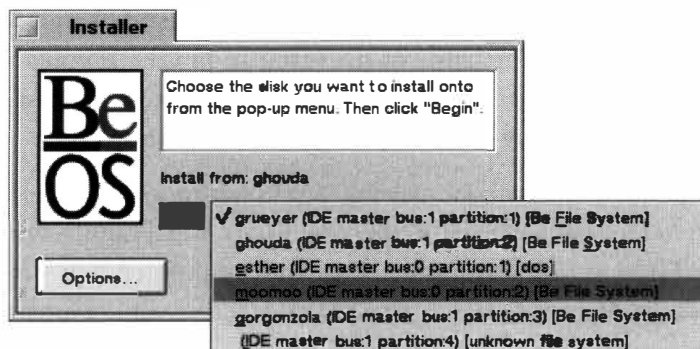 Installer
Be
OS
Choose the disk you want to install onto
from the pop-up menu. Then click "Begin".
Install from: ghouda
✓ grueyer (IDE master bus:1 partition:1) [Be File System]
ghouda (IDE master bus:1 partition:2) [Be File System]
esther (IDE master bus:0 partition:1) [dos]
moomoo (IDE master bus:0 partition:2) [Be File System]
gorgonzola (IDE master bus:1 partition:3) [Be File System]
(IDE master bus:1 partition:4) [unknown file system]
Options...